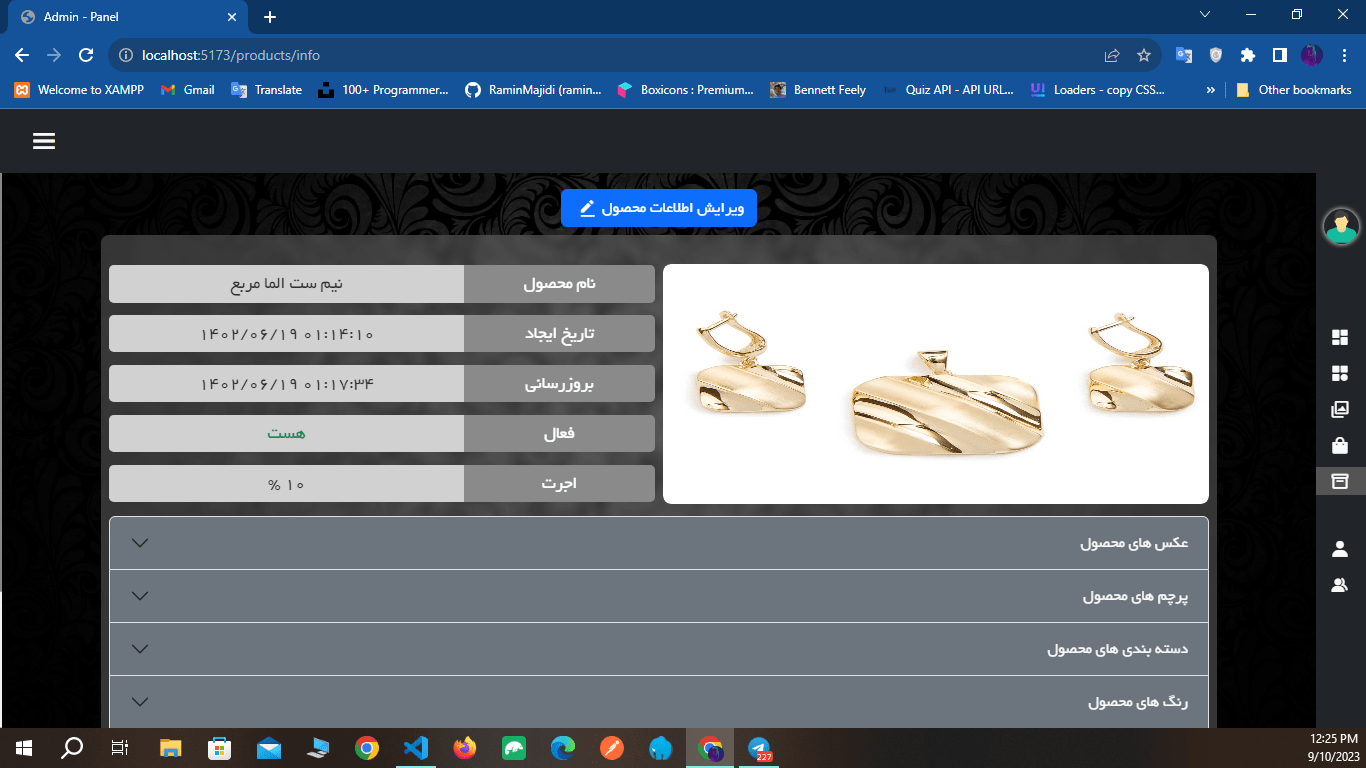 Admin - Panel
localhost:5173/products/info
Welcome to XAMPP
Gmail
Translate
100+ Programmer...
RaminMajidi (ramin...
Boxicons : Premium...
Bennett Feely
Quiz API - API URL...
Loaders - copy CSS...
»
Other bookmarks
ویرایش اطلاعات محصول
نام محصول
نیم ست الما مربع
تاریخ ایجاد
۱۴۰۲/۰۶/۱۹ ۰۱:۱۴:۱۰
بروزرسانی
۱۴۰۲/۰۶/۱۹ ۰۱:۱۷:۳۴
فعال
هست
اجرت
۱۰ %
عکس های محصول
پرچم های محصول
دسته بندی های محصول
رنگ های محصول
227
12:25 PM
9/10/2023